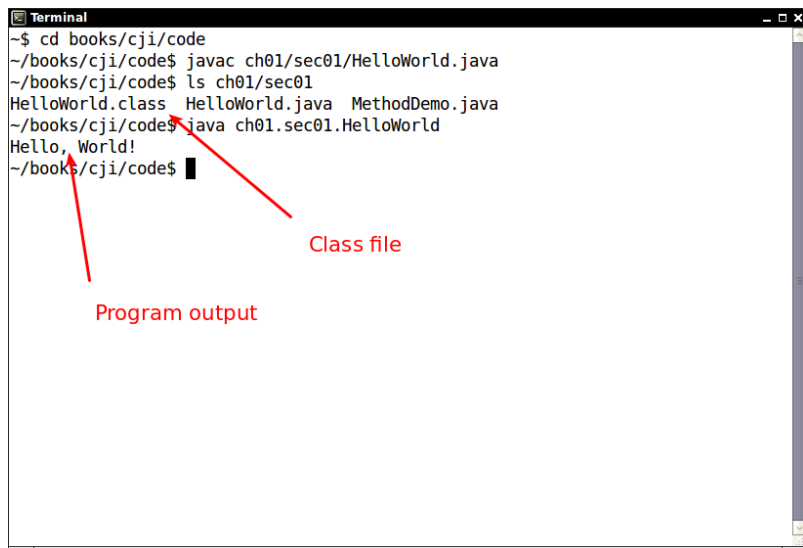 Terminal
~$ cd books/cji/code
~/books/cji/code$ javac ch01/sec01/HelloWorld.java
~/books/cji/code$ ls ch01/sec01
HelloWorld.class  HelloWorld.java  MethodDemo.java
~/books/cji/code$ java ch01.sec01.HelloWorld
Hello, World!
~/books/cji/code$
Class file
Program output